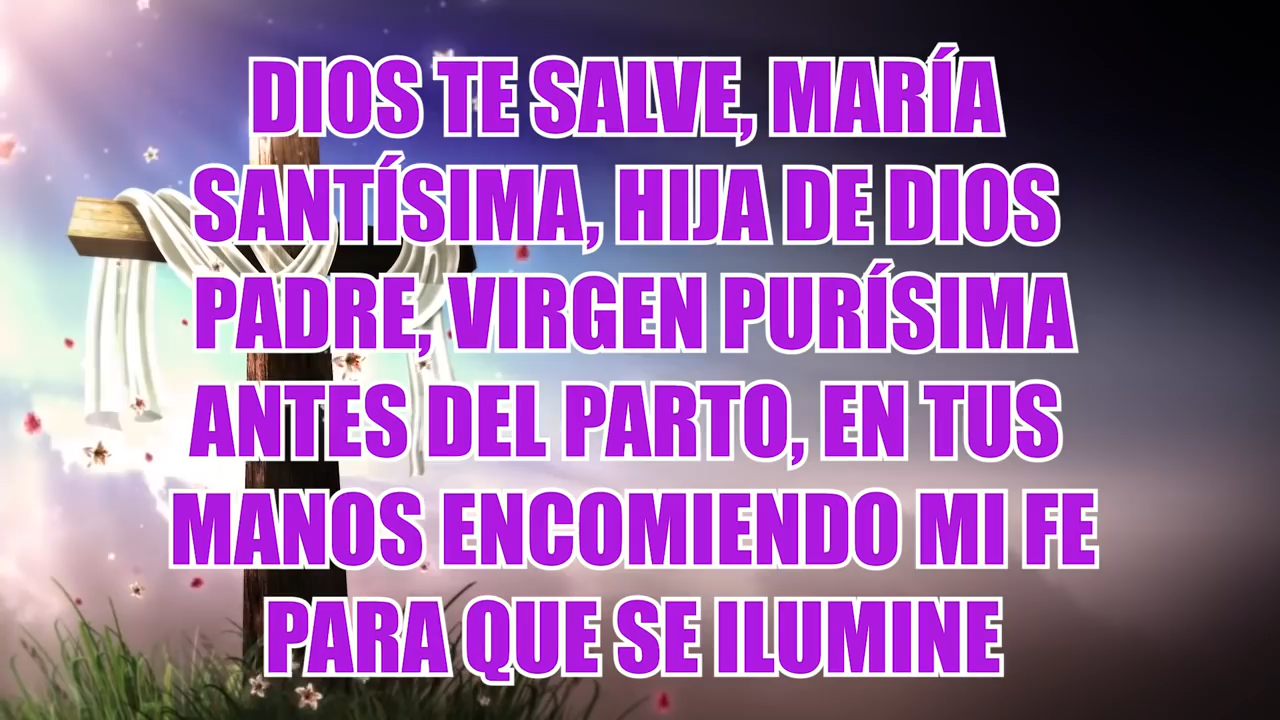 DIOS TE SALVE, MARÍA
SANTÍSIMA, HIJA DE DIOS
PADRE, VIRGEN PURÍSIMA
ANTES DEL PARTO, EN TUS
MANOS ENCOMIENDO MI FE
PARA QUE SE ILUMINE